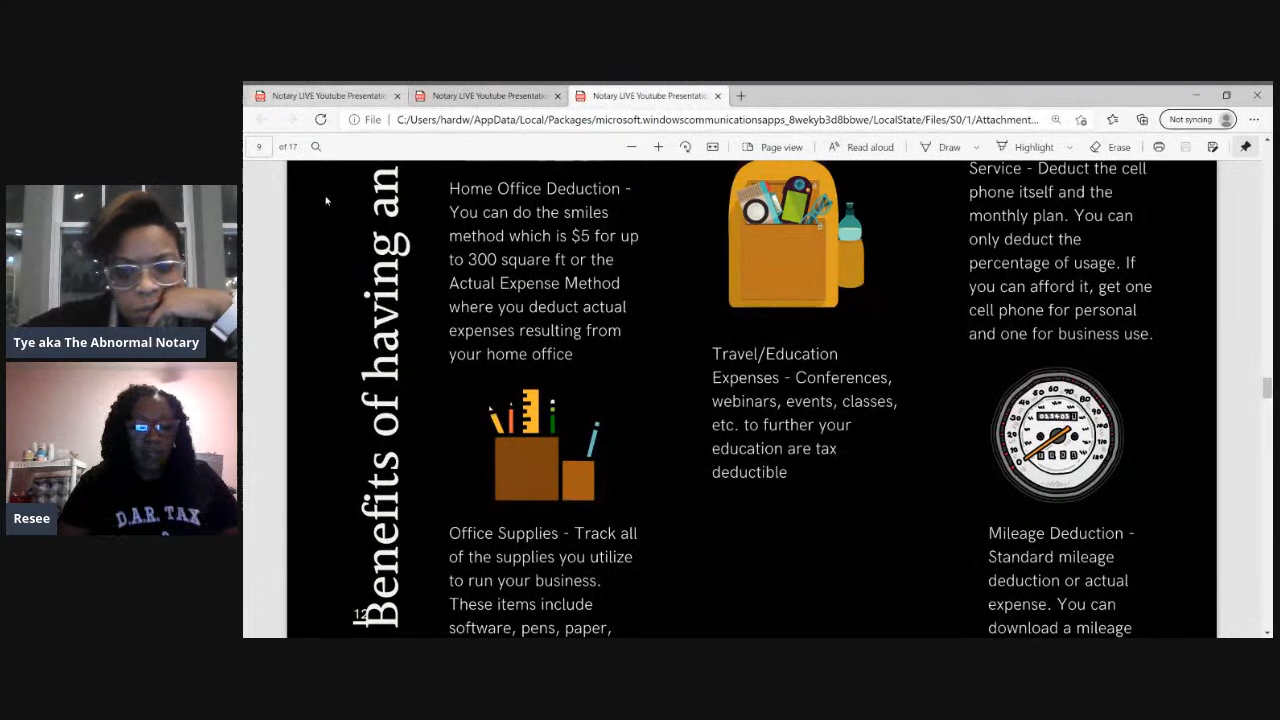 Notary LIVE Youtube Presentatic
Notary LIVE Youtube Presentatic
Notary LIVE Youtube Presentatic
File
C:/Users/hardw/AppData/Local/Packages/microsoft.windowscommunicationsapps_8wekyb3d8bbwe/LocalState/Files/S0/1/Attachment...
Not syncing
9 of 17
Page view
Read aloud
Draw
Highlight
Erase
Benefits of having an
12
Home Office Deduction -
You can do the smiles
method which is $5 for up
to 300 square ft or the
Actual Expense Method
where you deduct actual
expenses resulting from
your home office
Office Supplies - Track all
of the supplies you utilize
to run your business.
These items include
software, pens, paper,
Travel/Education
Expenses - Conferences,
webinars, events, classes,
etc. to further your
education are tax
deductible
Service - Deduct the cell
phone itself and the
monthly plan. You can
only deduct the
percentage of usage. If
you can afford it, get one
cell phone for personal
and one for business use.
Mileage Deduction -
Standard mileage
deduction or actual
expense. You can
download a mileage
Tye aka The Abnormal Notary
D.A.R. TAX
Resee